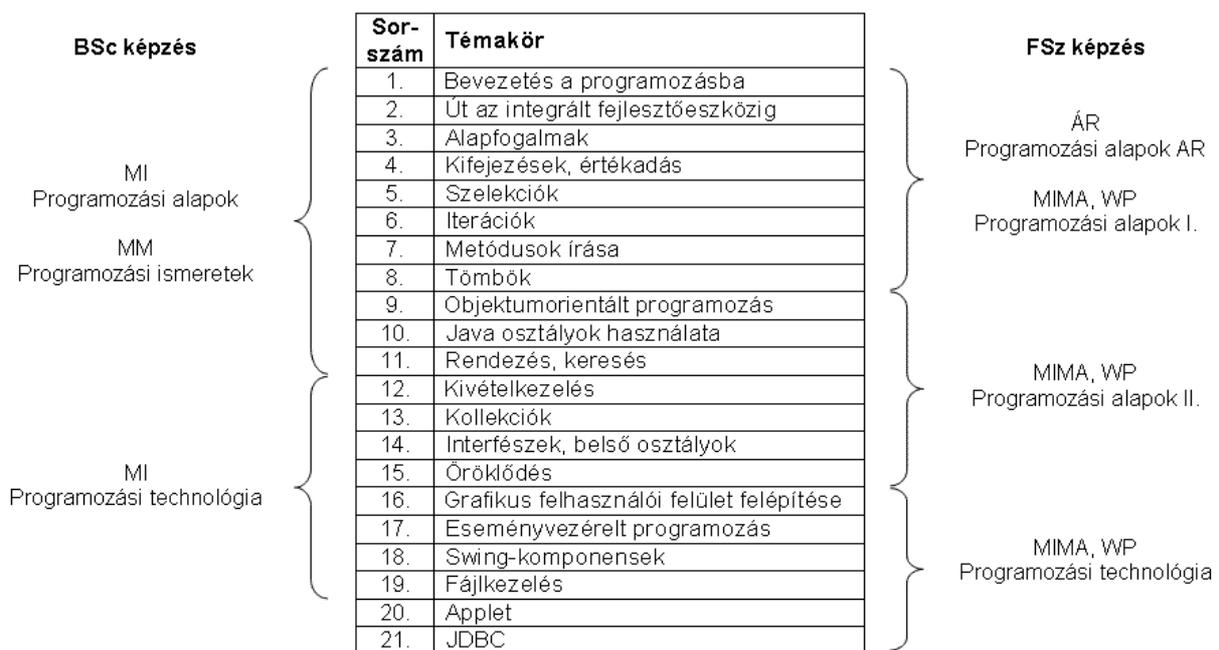 BSc képzés
MI
Programozási alapok
MM
Programozási ismeretek
MI
Programozási technológia
Sor-
szám
Témakör
1. Bevezetés a programozásba
2. Út az integrált fejlesztőeszközig
3. Alapfogalmak
4. Kifejezések, értékadás
5. Szelekciók
6. Iterációk
7. Metódusok írása
8. Tömbök
9. Objektumorientált programozás
10. Java osztályok használata
11. Rendezés, keresés
12. Kivételkezelés
13. Kollekciók
14. Interfészek, belső osztályok
15. Öröklődés
16. Grafikus felhasználói felület felépítése
17. Eseményvezérelt programozás
18. Swing-komponensek
19. Fájlkezelés
20. Applet
21. JDBC
FSz képzés
ÁR
Programozási alapok AR
MIMA, WP
Programozási alapok I.
MIMA, WP
Programozási alapok II.
MIMA, WP
Programozási technológia